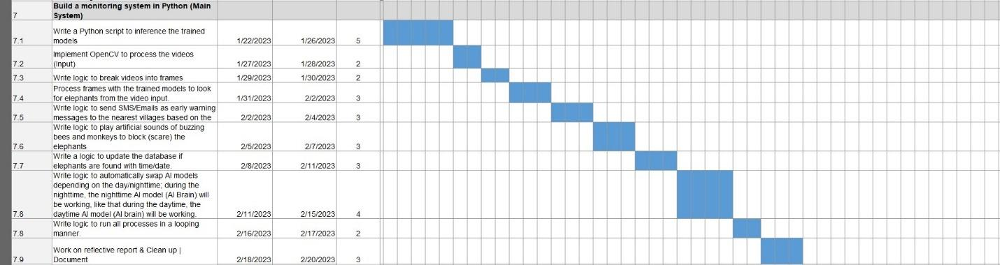 7 Build a monitoring system in Python (Main
System)
Write a Python script to inference the trained
7.1 models 1/22/2023 1/26/2023 5
Implement OpenCV to process the videos
7.2 (Input) 1/27/2023 1/28/2023 2
7.3 Write logic to break videos into frames 1/29/2023 1/30/2023 2
Process frames with the trained models to look
7.4 for elephants from the video input. 1/31/2023 2/2/2023 3
Write logic to send SMS/Emails as early warning
7.5 messages to the nearest villages based on the 2/2/2023 2/4/2023 3
Write logic to play artificial sounds of buzzing
bees and monkeys to block (scare) the
7.6 elephants 2/5/2023 2/7/2023 3
Write a logic to update the database if
7.7 elephants are found with time/date. 2/8/2023 2/11/2023 3
Write logic to automatically swap AI models
depending on the day/nighttime; during the
nighttime, the nighttime AI model (AI Brain) will
be working, like that during the daytime, the
7.8 daytime AI model (AI brain) will be working. 2/11/2023 2/15/2023 4
Write logic to run all processes in a looping
7.8 manner. 2/16/2023 2/17/2023 2
Work on reflective report & Clean up |
7.9 Document 2/18/2023 2/20/2023 3